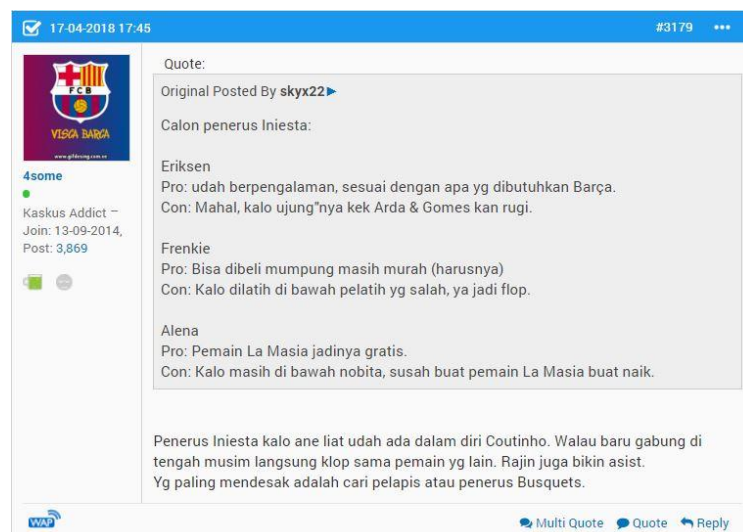 17-04-2018 17:45
#3179
Quote:
Original Posted By skyx22
Calon penerus Iniesta:
Eriksen
Pro: udah berpengalaman, sesuai dengan apa yg dibutuhkan Barça.
Con: Mahal, kalo ujung"nya kek Arda & Gomes kan rugi.
Frenkie
Pro: Bisa dibeli mumpung masih murah (harusnya)
Con: Kalo dilatih di bawah pelatih yg salah, ya jadi flop.
Alena
Pro: Pemain La Masia jadinya gratis.
Con: Kalo masih di bawah nobita, susah buat pemain La Masia buat naik.
FCB
VISCA BARCA
4some
Kaskus Addict
Join: 13-09-2014,
Post: 3,869
Penerus Iniesta kalo ane liat udah ada dalam diri Coutinho. Walau baru gabung di
tengah musim langsung klop sama pemain yg lain. Rajin juga bikin asist.
Yg paling mendesak adalah cari pelapis atau penerus Busquets.
WAP
Multi Quote Quote Reply